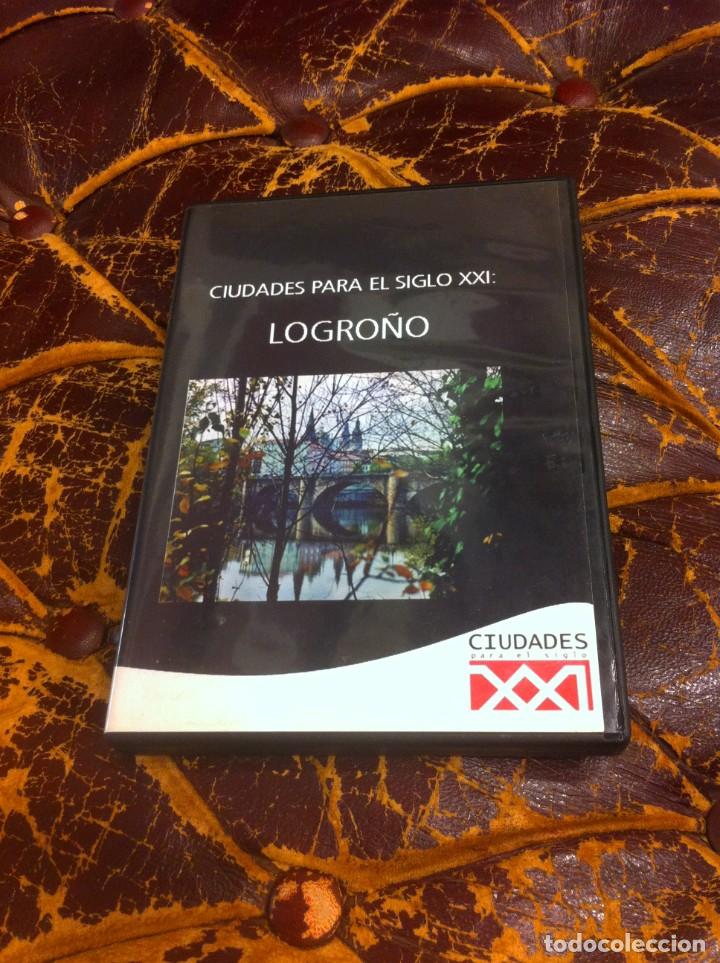 CIUDADES PARA EL SIGLO XXI:
LOGROÑO
CIUDADES
para el siglo
XXI
todocoleccion